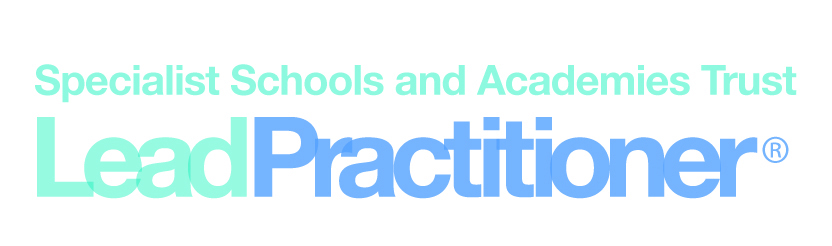 Specialist Schools and Academies Trust
LeadPractitioner®